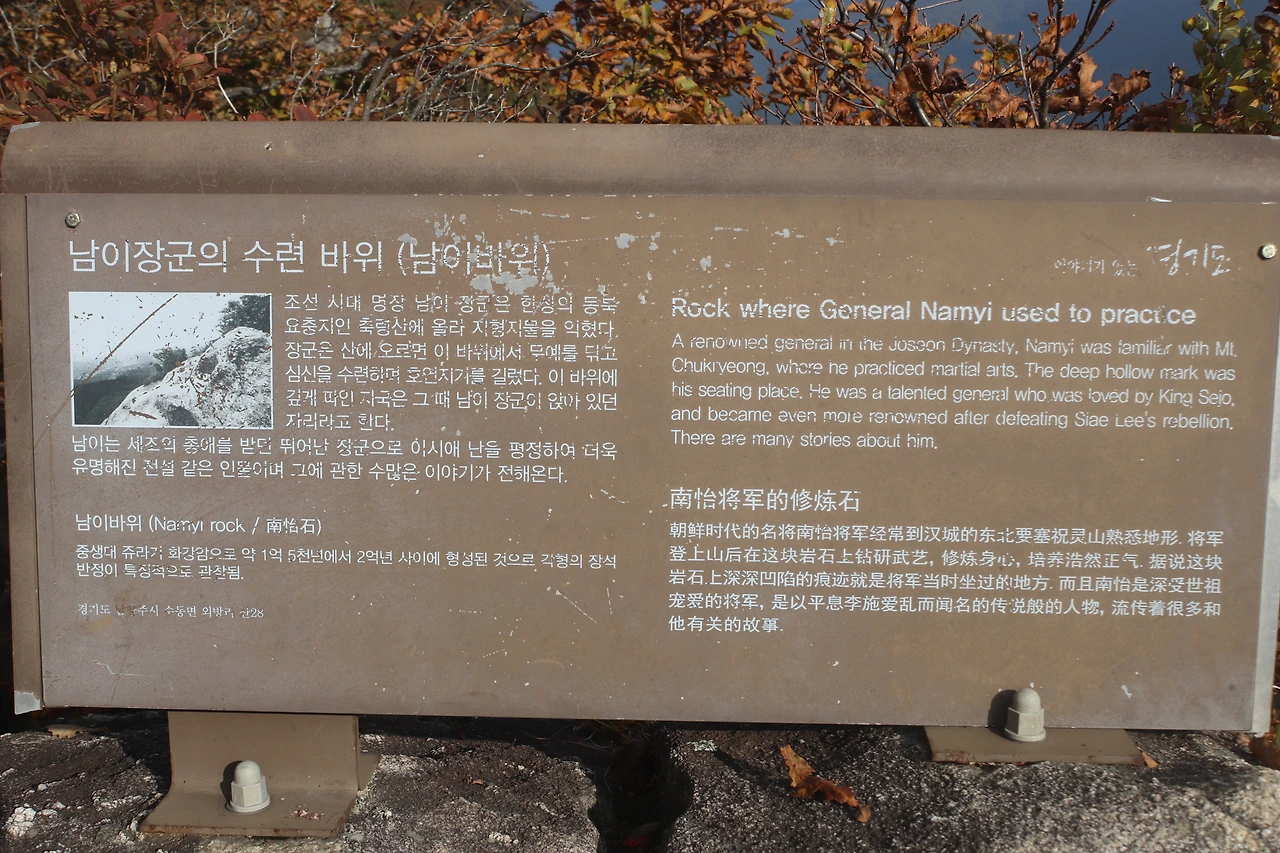 남이장군의 수련 바위 (남이바위)
이야기가 있는 경기도
조선 시대 명장 남이 장군은 한성의 동북
요충지인 축령산에 올라 지형지물을 익혔다.
장군은 산에 오르면 이 바위에서 무예를 닦고
심신을 수련하며 호연지기를 길렀다. 이 바위에
깊게 파인 자국은 그 때 남이 장군이 앉아 있던
자리라고 한다.
남이는 세조의 총애를 받던 뛰어난 장군으로 이시애 난을 평정하여 더욱
유명해진 전설 같은 인물이며 그에 관한 수많은 이야기가 전해온다.
남이바위 (Namyi rock / 南怡石)
중생대 쥬라기 화강암으로 약 1억 5천년에서 2억년 사이에 형성된 것으로 각형의 장석
반정이 특징적으로 관찰됨.
경기도 남양주시 수동면 외방리 산28
Rock where General Namyi used to practice
A renowned general in the Joseon Dynasty, Namyi was familiar with Mt.
Chukryeong, where he practiced martial arts. The deep hollow mark was
his seating place. He was a talented general who was loved by King Sejo,
and became even more renowned after defeating Siae Lee's rebellion.
There are many stories about him.
南怡将军的修炼石
朝鲜时代的名将南怡将军经常到汉城的东北要塞祝灵山熟悉地形. 将军
登上山后在这块岩石上钻研武艺, 修炼身心, 培养浩然正气. 据说这块
岩石上深深凹陷的痕迹就是将军当时坐过的地方. 而且南怡是深受世祖
宠爱的将军, 是以平息李施爱乱而闻名的传说般的人物, 流传着很多和
他有关的故事.